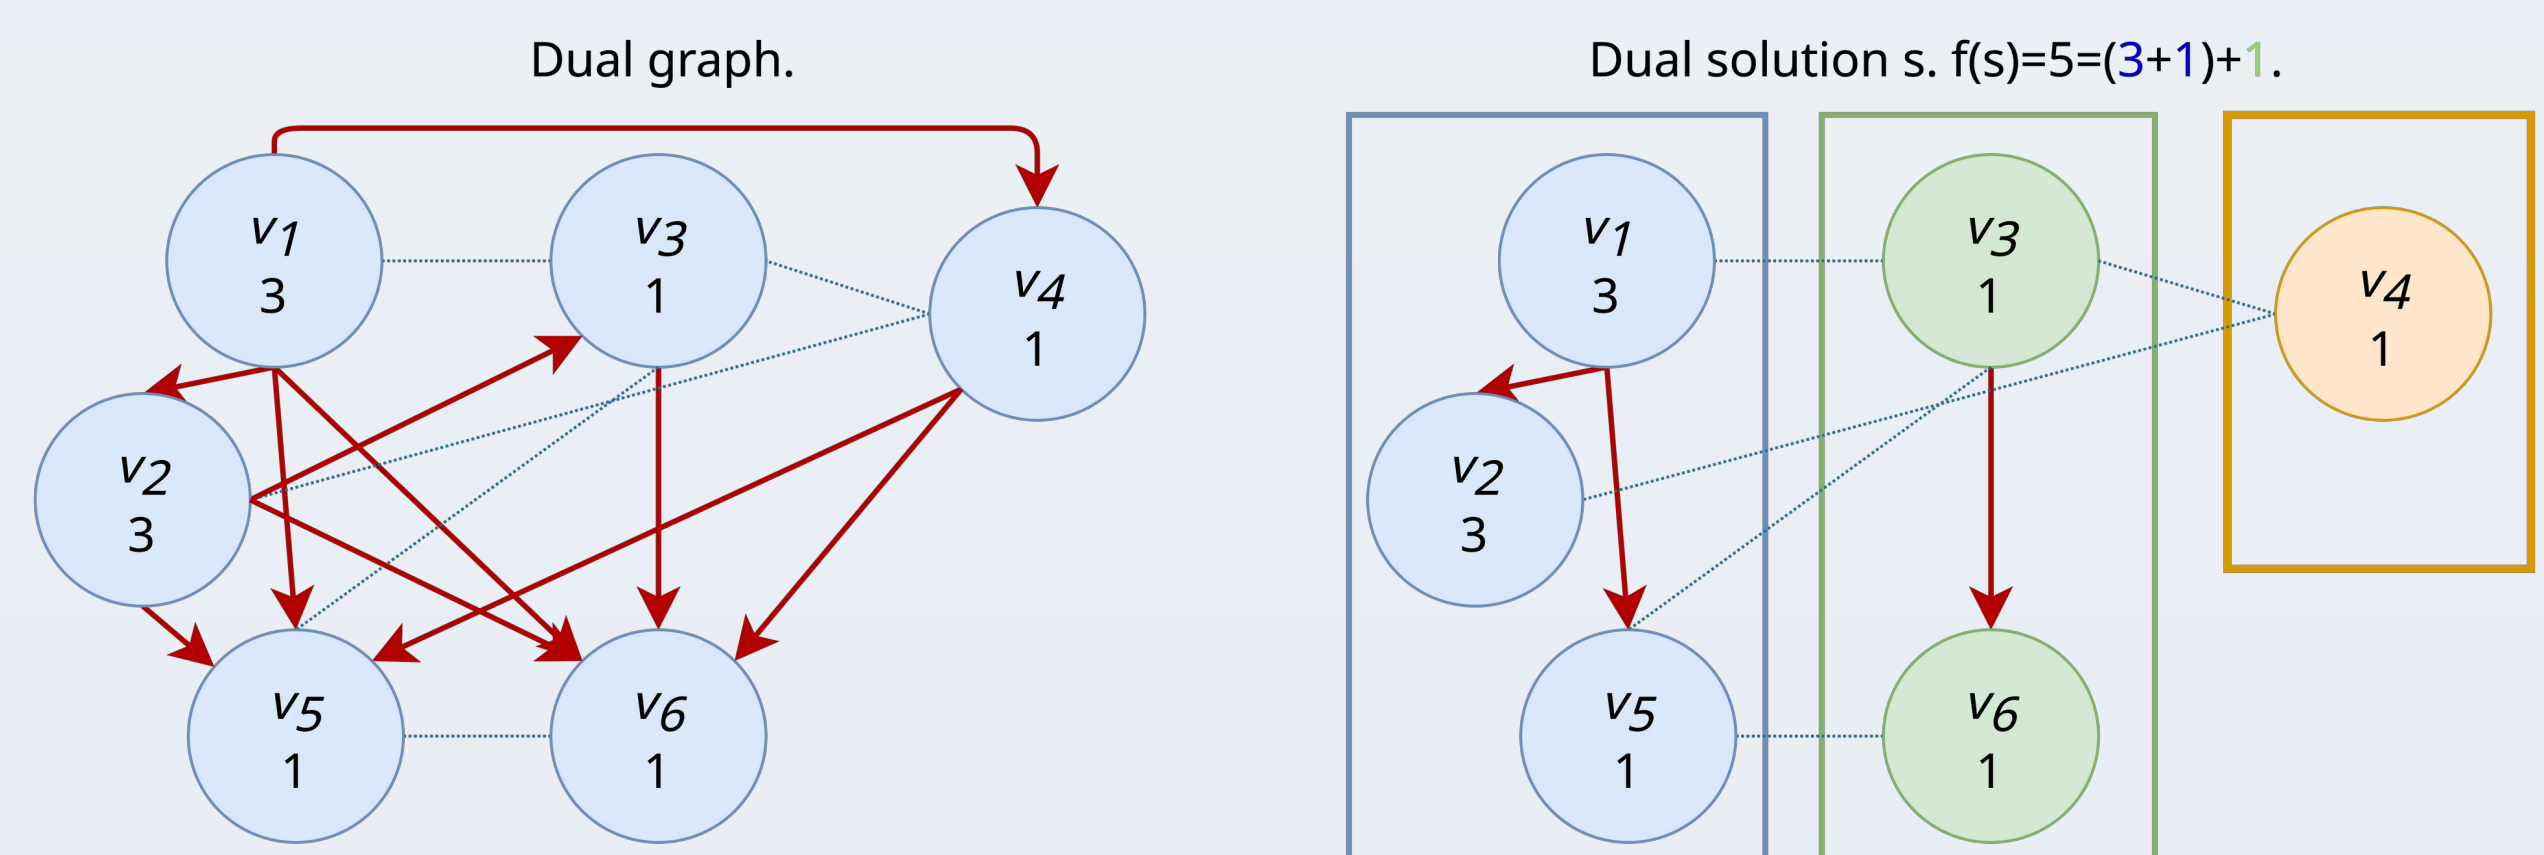 Dual graph.
v1
3
v3
1
v4
1
v2
3
v5
1
v6
1
Dual solution s. f(s)=5=(3+1)+1.
v1
3
v3
1
v4
1
v2
3
v5
1
v6
1